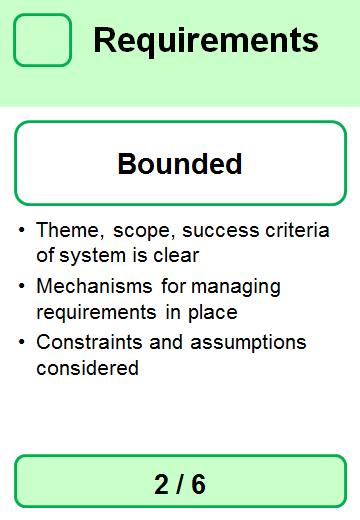 Requirements
Bounded
• Theme, scope, success criteria
of system is clear
• Mechanisms for managing
requirements in place
• Constraints and assumptions
considered
2 / 6